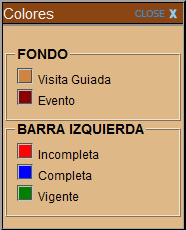 Colores CLOSE X
FONDO
Visita Guiada
Evento
BARRA IZQUIERDA
Incompleta
Completa
Vigente